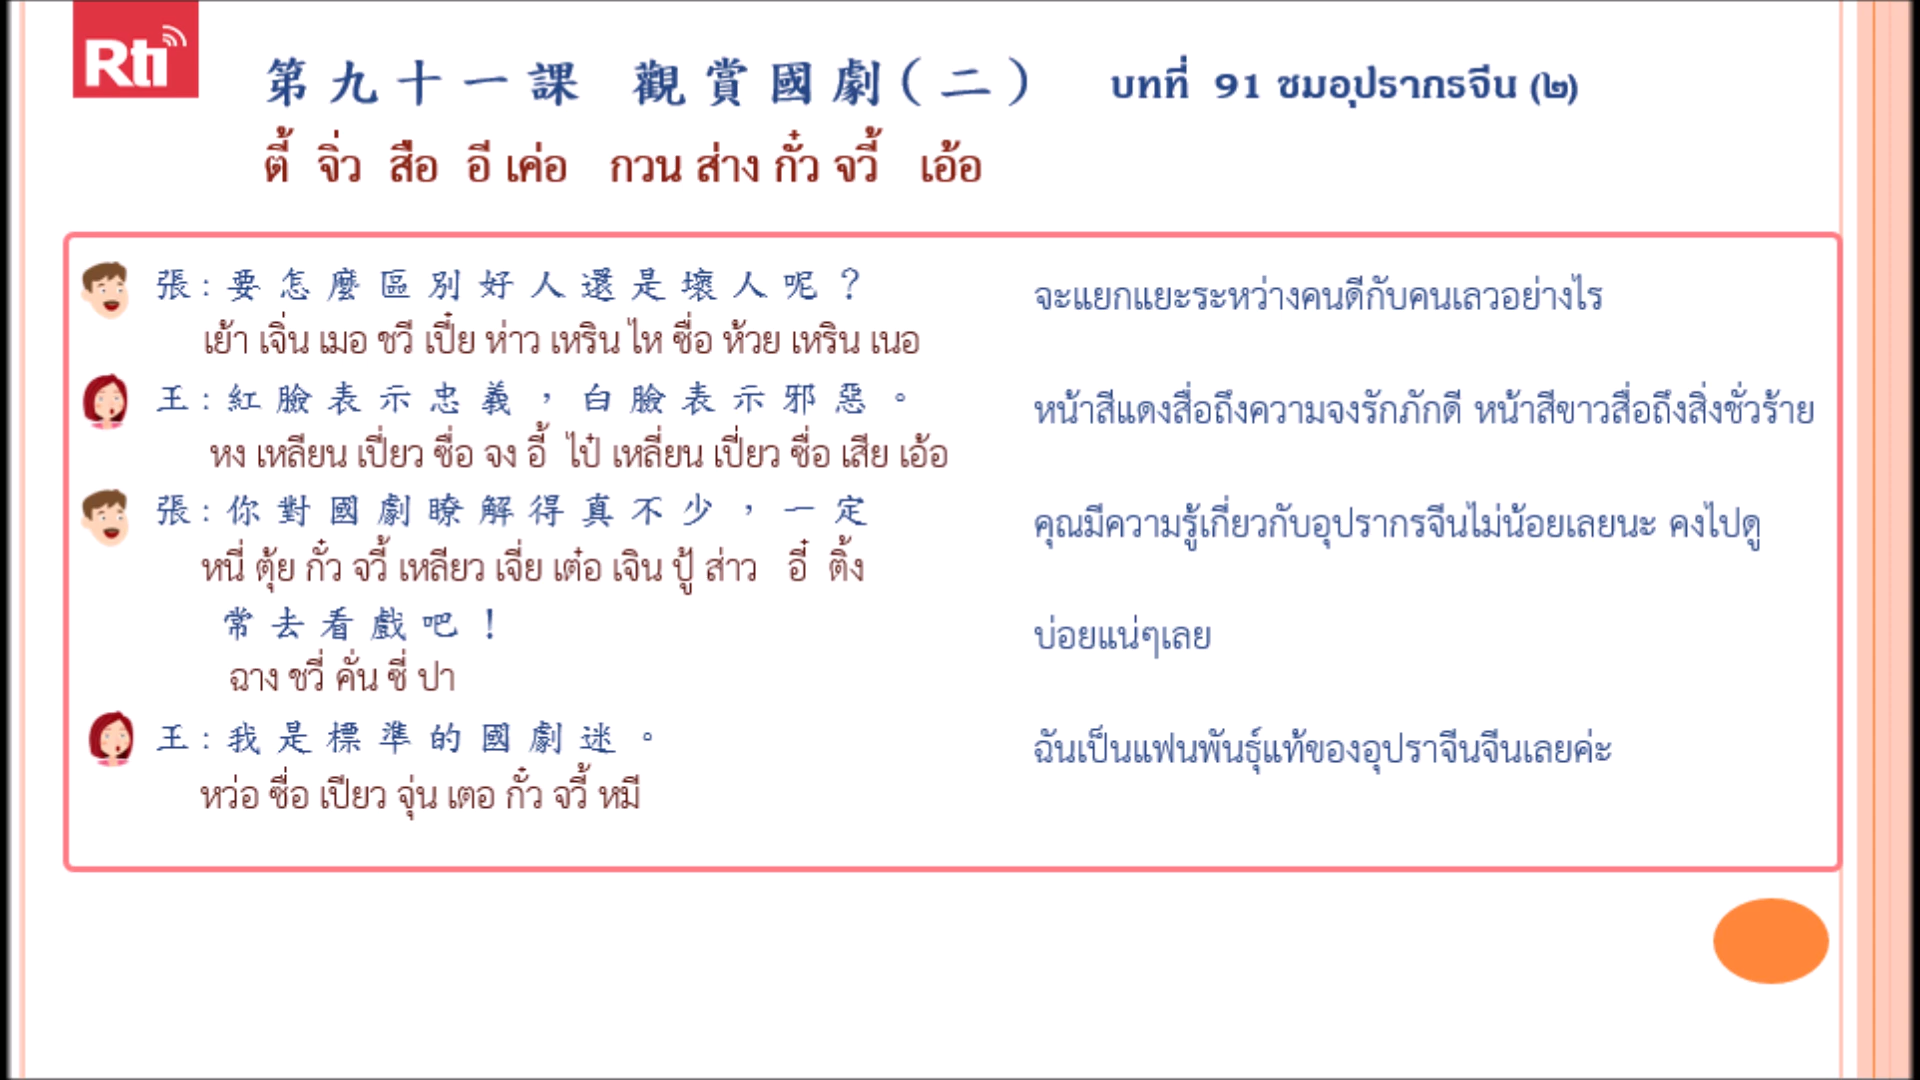 Rti
第九十一課 觀賞國劇(二) บทที่ 91 ชมอุปรากรจีน (๒)
ตี้ จิ่ว สือ อี เค่อ กวน ส่าง กั๋ว จวี้ เอ้อ
張:要怎麼區別好人還是壞人呢? จะแยกแยะระหว่างคนดีกับคนเลวอย่างไร
เย้า เจิ่น เมอ ชวี เปี๋ย ห่าว เหริน ไห ซื่อ ห้วย เหริน เนอ
王:紅臉表示忠義,白臉表示邪惡。 หน้าสีแดงสื่อถึงความจงรักภักดี หน้าสีขาวสื่อถึงสิ่งชั่วร้าย
หง เหลียน เปี่ยว ซื่อ จง อี้ ไป๋ เหลี่ยน เปี่ยว ซื่อ เสีย เอ้อ
張:你對國劇瞭解得真不少,一定 คุณมีความรู้เกี่ยวกับอุปรากรจีนไม่น้อยเลยนะ คงไปดู
หนี่ ตุ้ย กั๋ว จวี้ เหลียว เจี่ย เต๋อ เจิน ปู้ ส่าว อี๋ ติ้ง
常去看戲吧! บ่อยแน่ๆเลย
ฉาง ชวี่ คั่น ซี่ ปา
王:我是標準的國劇迷。 ฉันเป็นแฟนพันธุ์แท้ของอุปราจีนจีนเลยค่ะ
หว่อ ซื่อ เปียว จุ่น เตอ กั๋ว จวี้ หมี